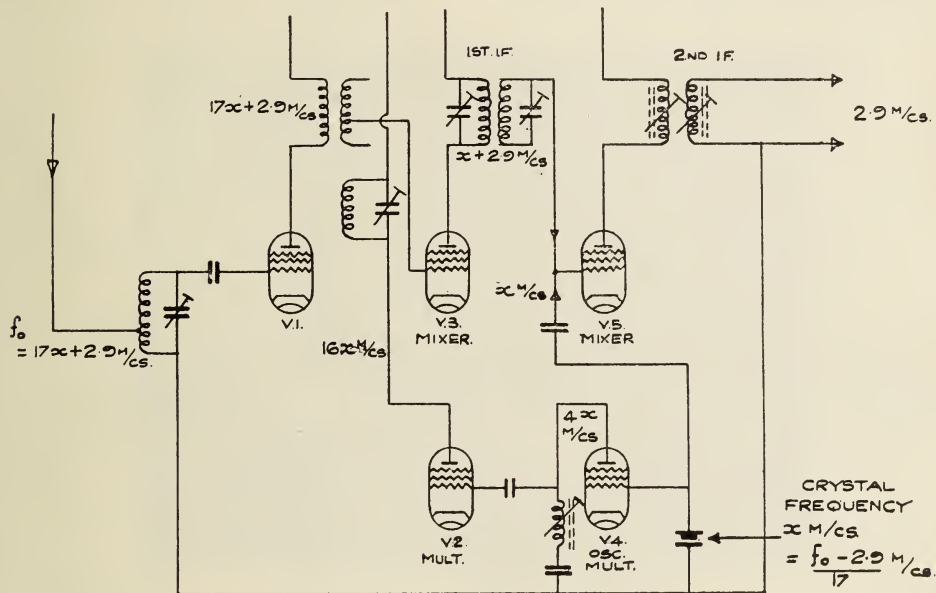 1ST. IF.
2ND IF.
17x+2.9 M/CS.
2.9 M/CS.
x+2.9 M/CS
f₀
= 17x+2.9 M/CS.
V.1.
V.3.
MIXER.
x M/CS
V.5.
MIXER
16x M/CS
4x
M/CS
V.2.
MULT.
V.4.
OSC.
MULT.
CRYSTAL
FREQUENCY
x M/CS
= f₀ - 2.9 M/CS.
17